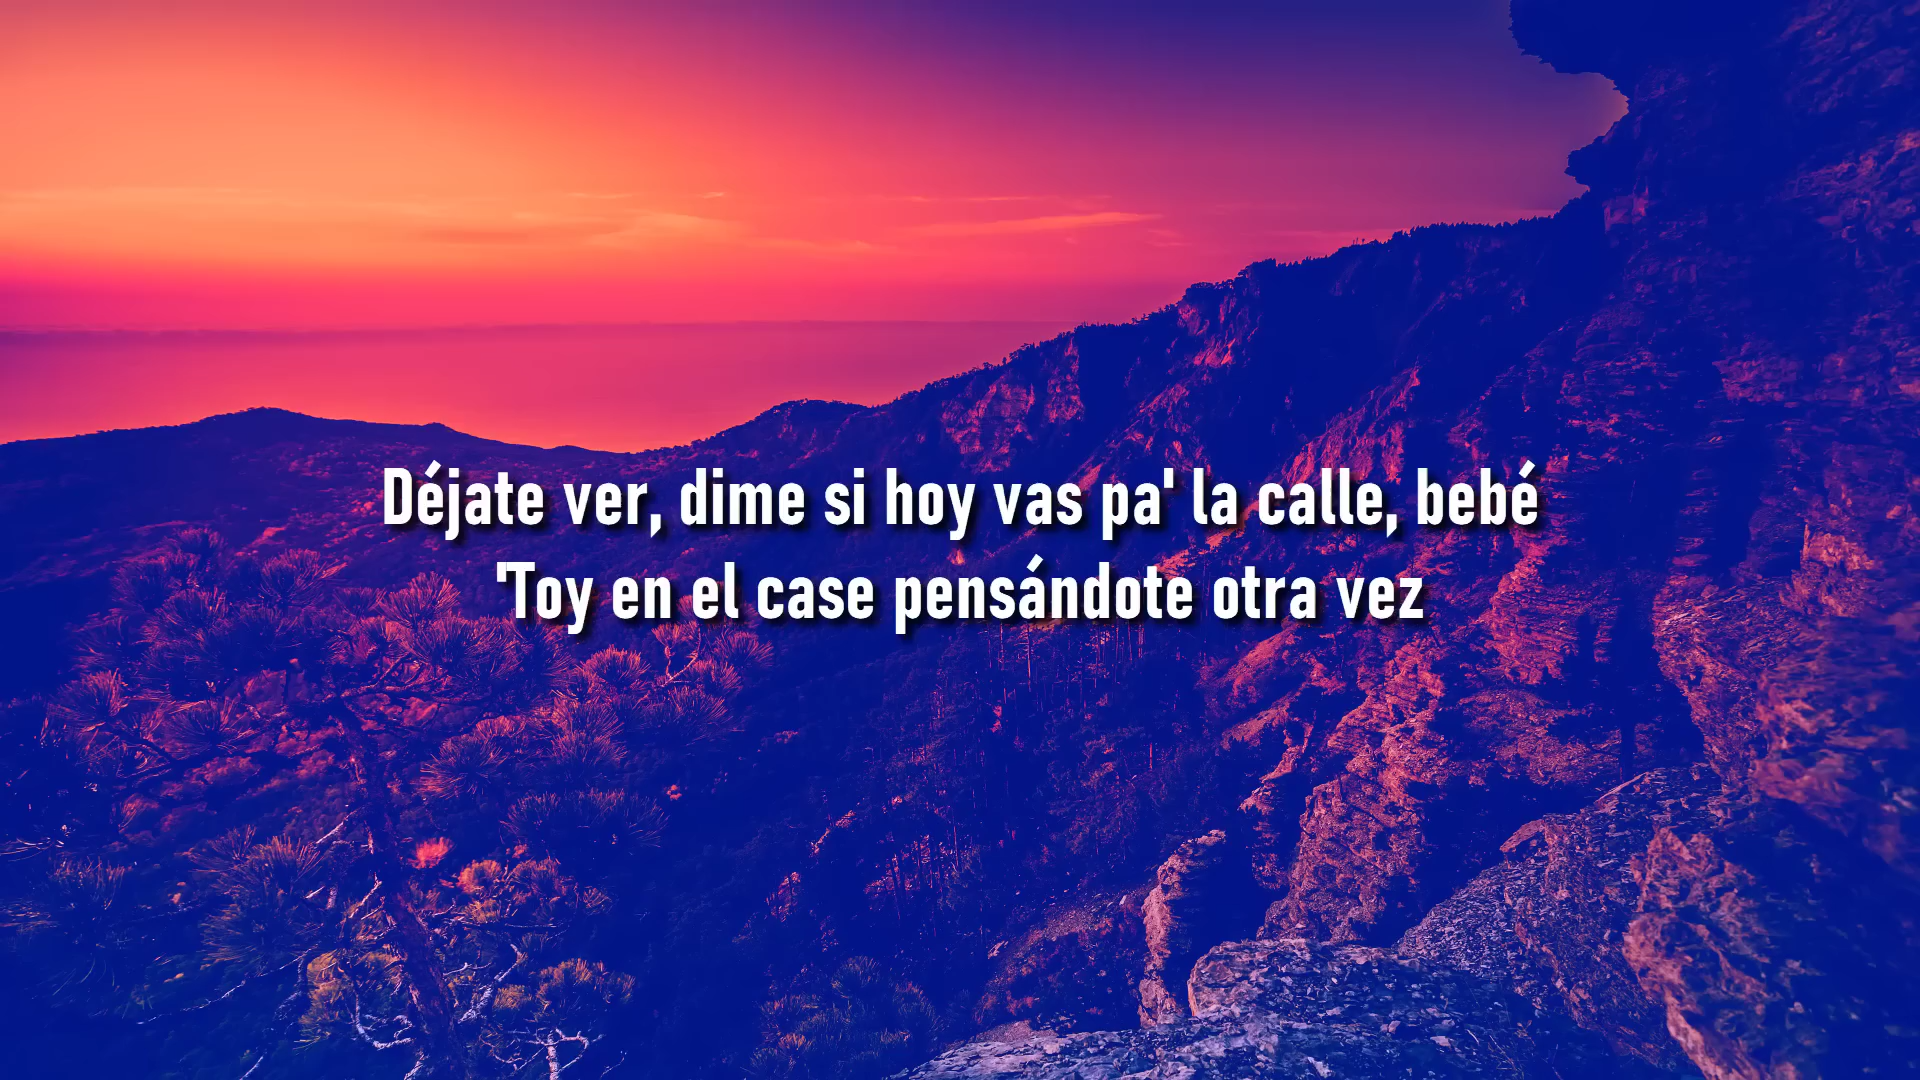 Déjate ver, dime si hoy vas pa' la calle, bebé
'Toy en el case pensándote otra vez